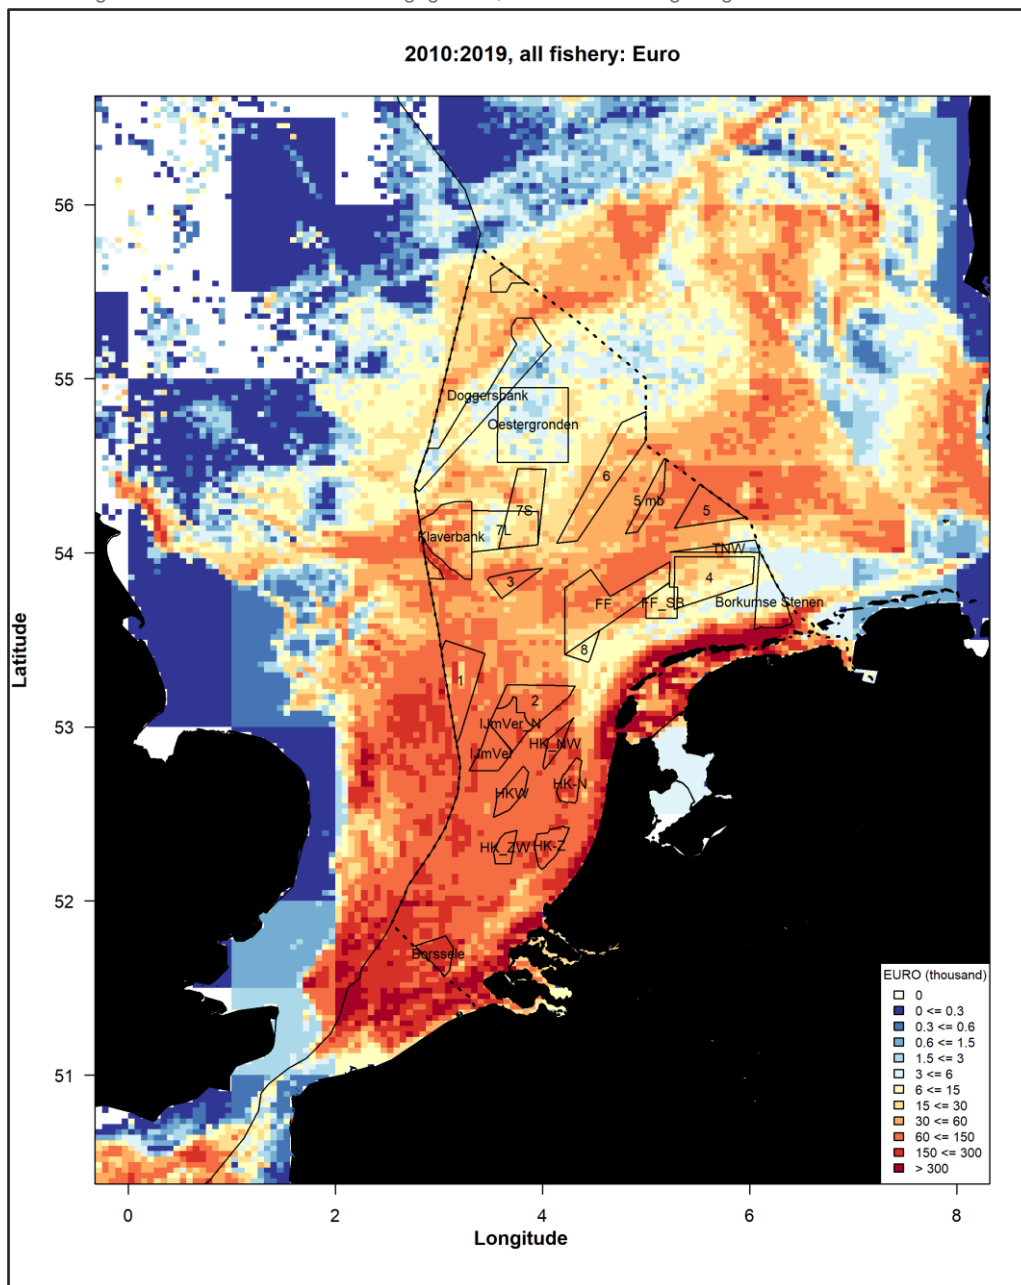 2010:2019, all fishery: Euro
Latitude
56
55
54
53
52
51
Doggersbank
Oestergronden
6
7S
5 mb
5
7L
Klaverbank
TNW
3
4
FF
FF_SB
Borkumse Stenen
8
1
2
IJmVer_N
HK_NW
IJmVer
HK-N
HKW
HK_ZW
HK-Z
Borssele
EURO (thousand)
0
0 <= 0.3
0.3 <= 0.6
0.6 <= 1.5
1.5 <= 3
3 <= 6
6 <= 15
15 <= 30
30 <= 60
60 <= 150
150 <= 300
> 300
0
2
4
6
8
Longitude